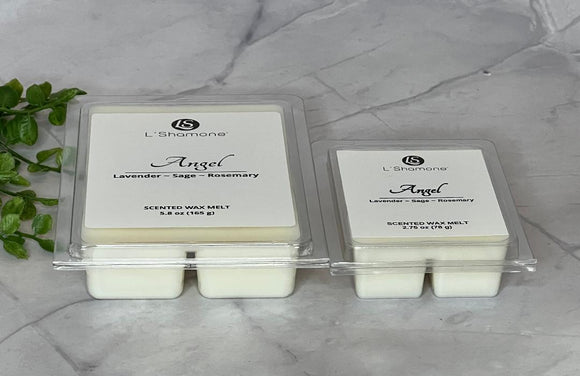 LS
L'Shamone
Angel
Lavender ~ Sage ~ Rosemary
SCENTED WAX MELT
5.8 oz (165 g)
LS
L'Shamone
Angel
Lavender ~ Sage ~ Rosemary
SCENTED WAX MELT
2.75 oz (78 g)